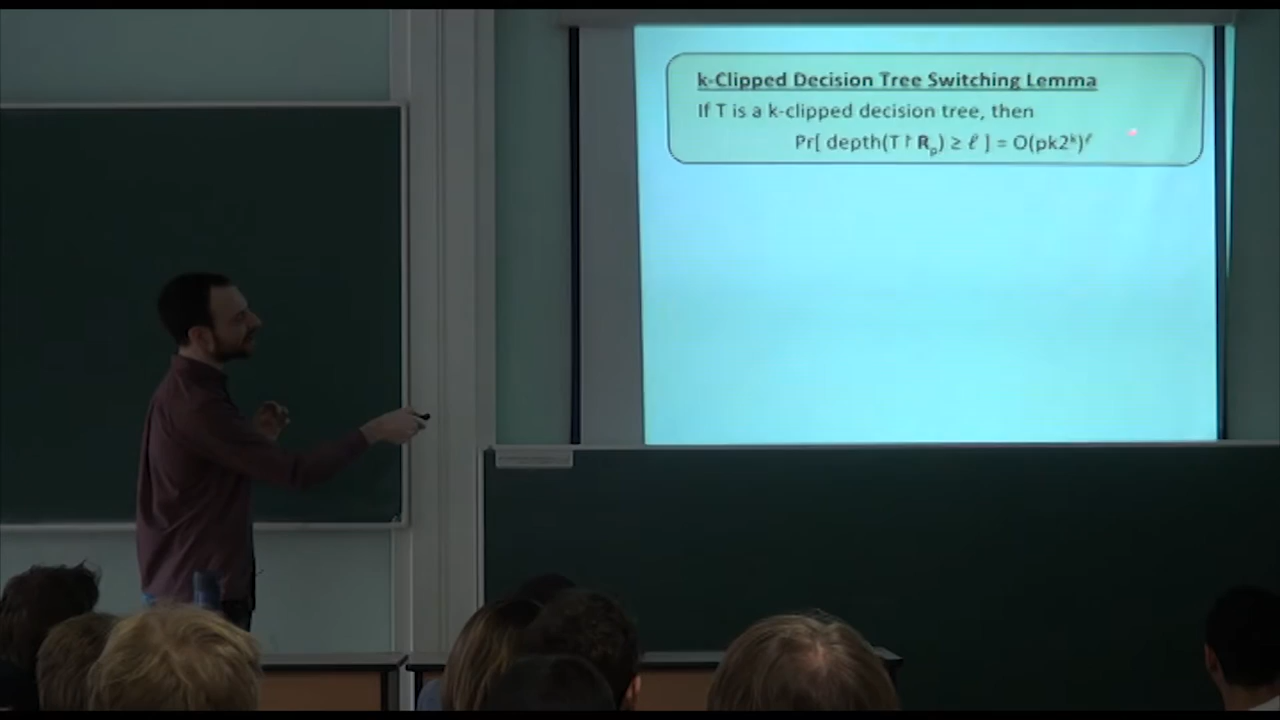 k-Clipped Decision Tree Switching Lemma
If T is a k-clipped decision tree, then
Pr[ depth(T↾Rₚ) ≥ ℓ ] = O(pk2ᵏ)ˡ